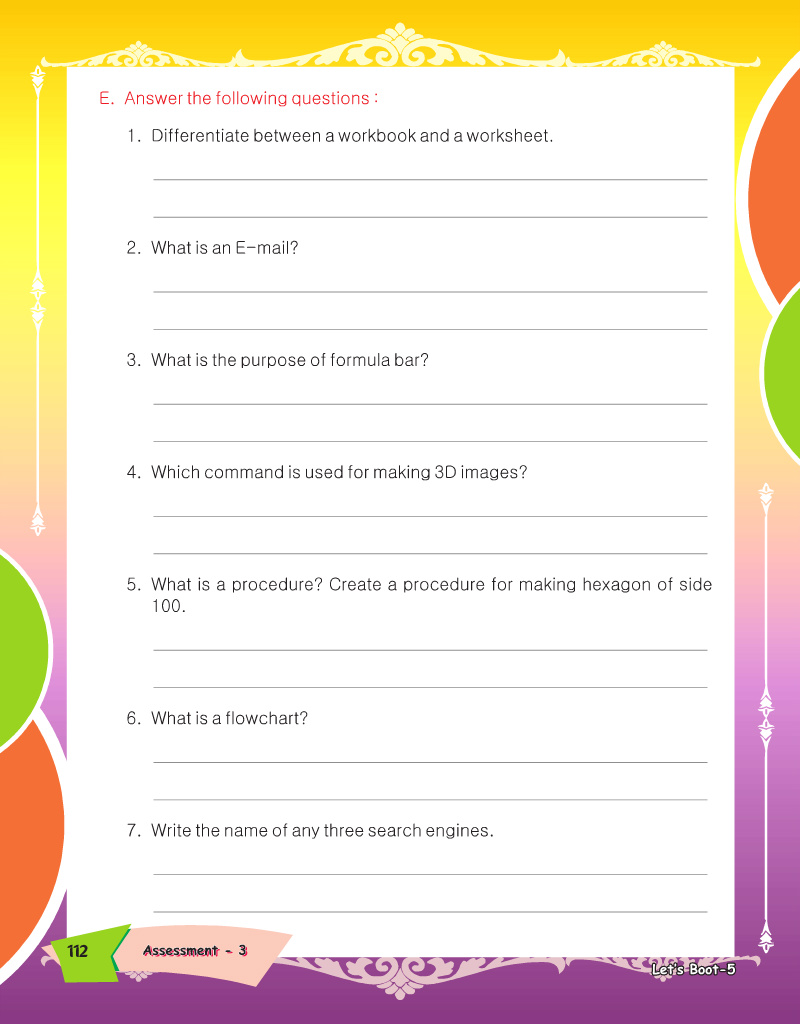 E. Answer the following questions :
1. Differentiate between a workbook and a worksheet.
2. What is an E-mail?
3. What is the purpose of formula bar?
4. Which command is used for making 3D images?
5. What is a procedure? Create a procedure for making hexagon of side
100.
6. What is a flowchart?
7. Write the name of any three search engines.
112 Assessment - 3
Let's Boot-5